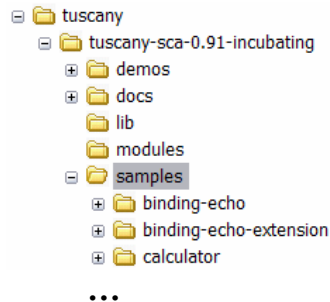 tuscany
tuscany-sca-0.91-incubating
demos
docs
lib
modules
samples
binding-echo
binding-echo-extension
calculator
...